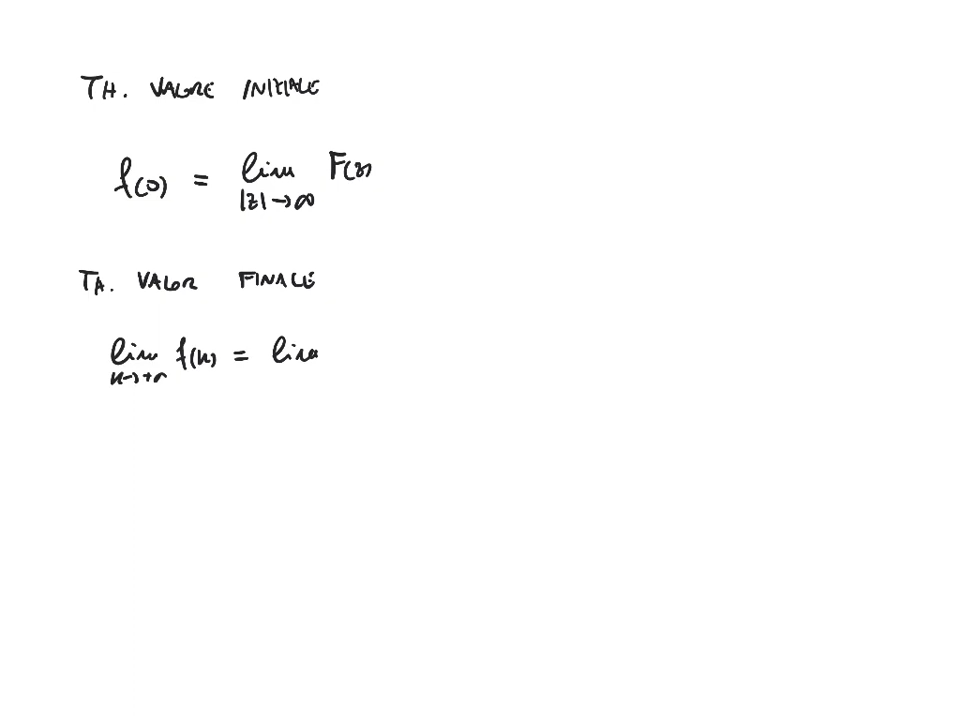 TH. VALORE INIZIALE
f(0) = lim F(z)
|z|→∞
TH. VALOR FINALE
lim f(k) = lim
k→+∞